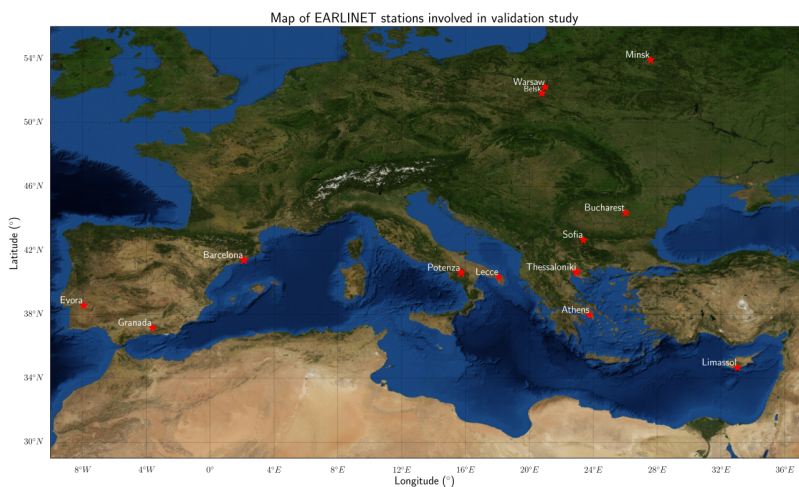 Map of EARLINET stations involved in validation study
54°N
50°N
46°N
42°N
38°N
34°N
30°N
Latitude (°)
Minsk
Warsaw
Belsk
Bucharest
Sofia
Barcelona
Potenza
Lecce
Thessaloniki
Evora
Granada
Athens
Limassol
8°W
4°W
0°
4°E
8°E
12°E
16°E
20°E
24°E
28°E
32°E
36°E
Longitude (°)